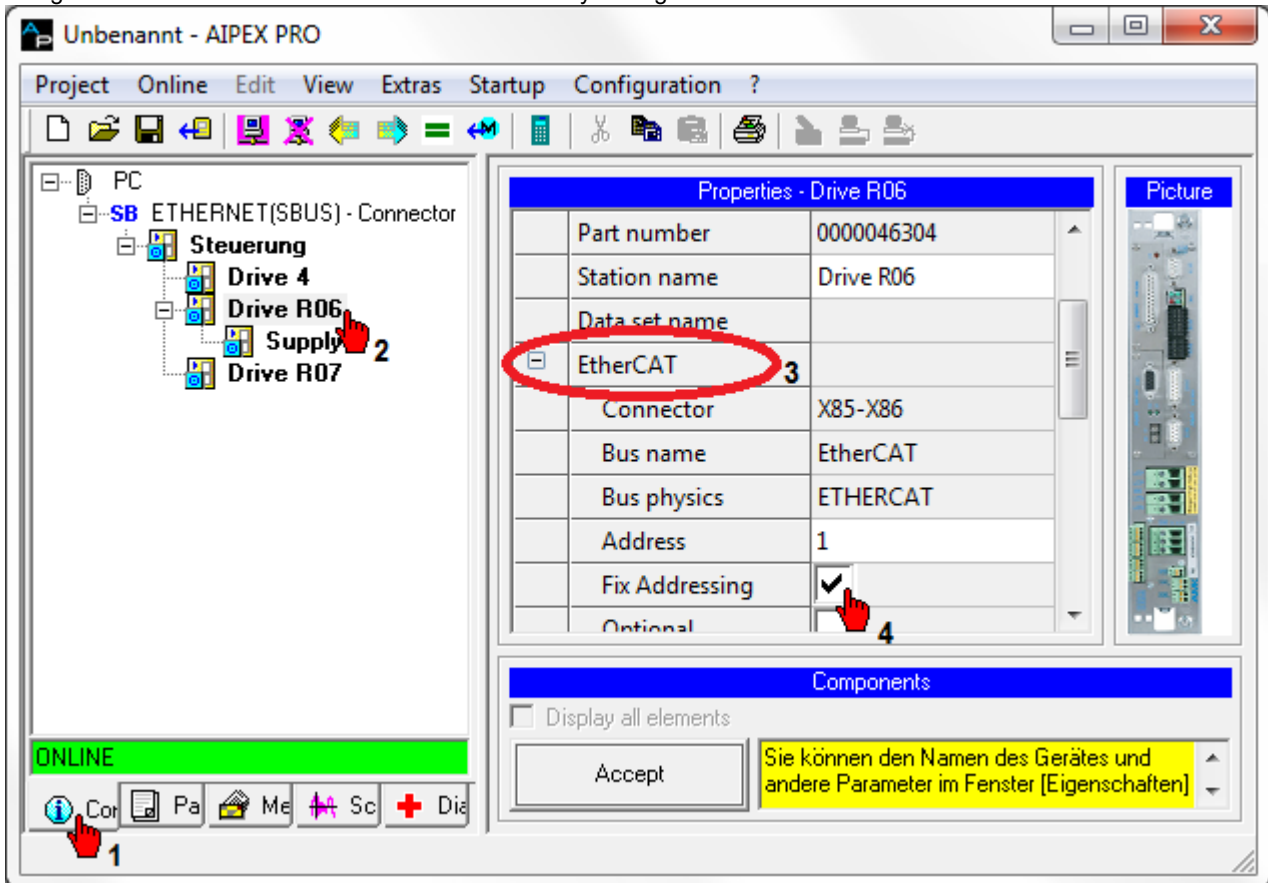 Unbenannt - AIPEX PRO
Project Online Edit View Extras Startup Configuration ?
PC
SB ETHERNET(SBUS) - Connector
Steuerung
Drive 4
Drive R06
Supply
2
Drive R07
ONLINE
Cor Pa Me Sc Dia
1
Properties - Drive R06
Part number 0000046304
Station name Drive R06
Data set name
EtherCAT 3
Connector X85-X86
Bus name EtherCAT
Bus physics ETHERCAT
Address 1
Fix Addressing
Optional
4
Picture
Components
Display all elements
Accept
Sie können den Namen des Gerätes und
andere Parameter im Fenster [Eigenschaften]